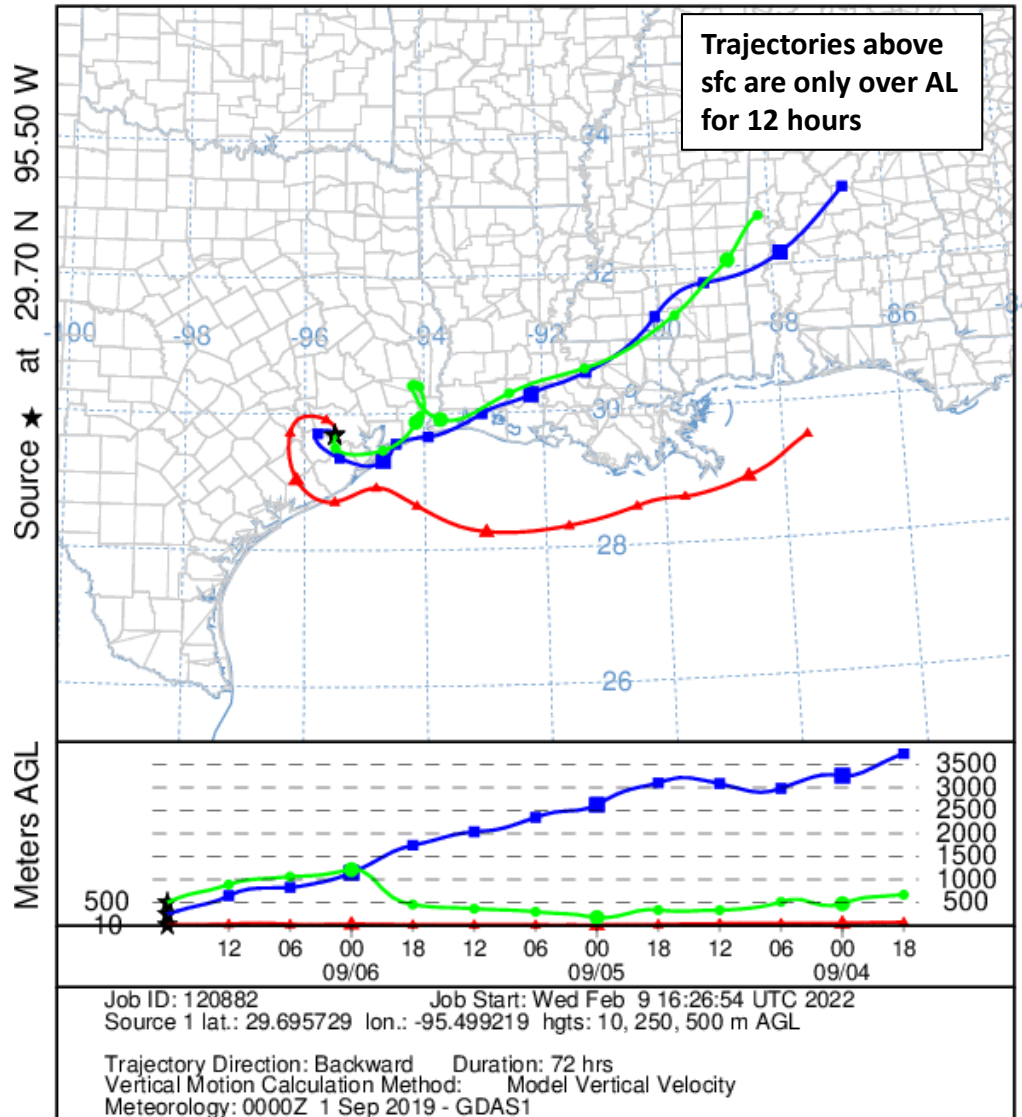 Trajectories above
sfc are only over AL
for 12 hours
Source ★ at 29.70 N 95.50 W
34
32
-100
-98
-96
-94
-92
-90
-88
-86
-84
30
28
26
Meters AGL
3500
3000
2500
2000
1500
1000
500
500
10
12 06 00 18 12 06 00 18 12 06 00 18
09/06 09/05 09/04
Job ID: 120882 Job Start: Wed Feb 9 16:26:54 UTC 2022
Source 1 lat.: 29.695729 lon.: -95.499219 hgts: 10, 250, 500 m AGL
Trajectory Direction: Backward Duration: 72 hrs
Vertical Motion Calculation Method: Model Vertical Velocity
Meteorology: 0000Z 1 Sep 2019 - GDAS1